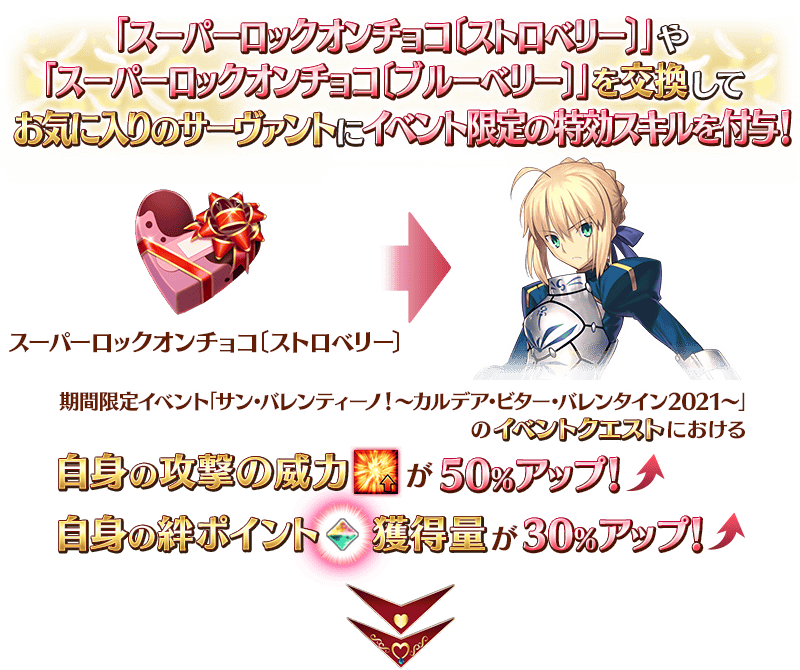 「スーパーロックオンチョコ〔ストロベリー〕」や
「スーパーロックオンチョコ〔ブルーベリー〕」を交換して
お気に入りのサーヴァントにイベント限定の特効スキルを付与！
スーパーロックオンチョコ〔ストロベリー〕
期間限定イベント「サン・バレンティーノ！～カルデア・ビター・バレンタイン2021～」
のイベントクエストにおける
自身の攻撃の威力が50%アップ！
自身の絆ポイント獲得量が30%アップ！